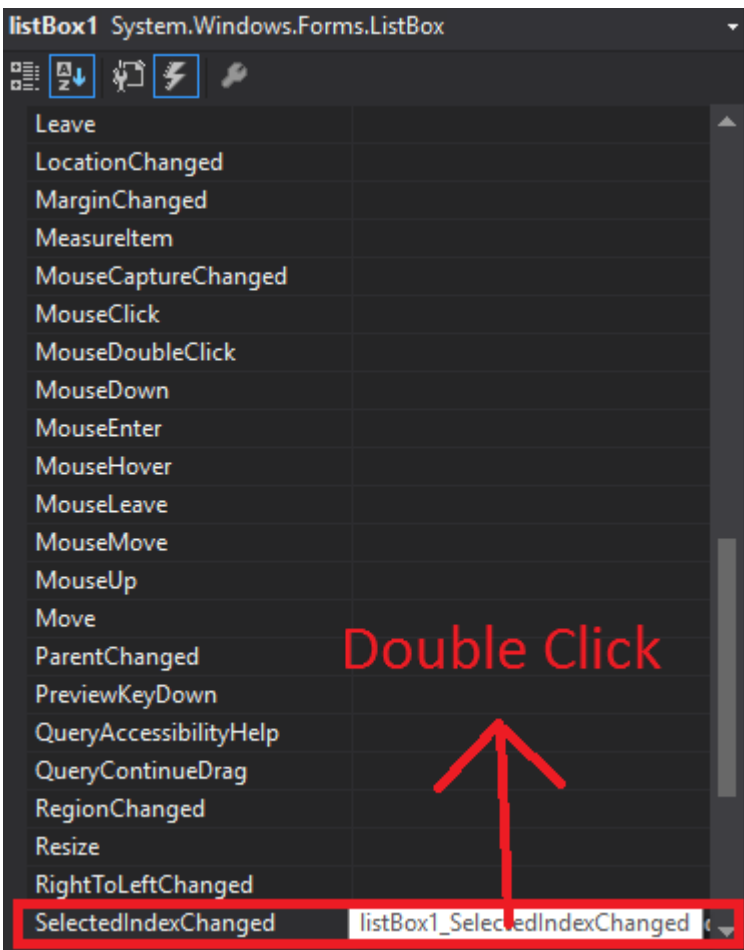 listBox1 System.Windows.Forms.ListBox
Leave
LocationChanged
MarginChanged
MeasureItem
MouseCaptureChanged
MouseClick
MouseDoubleClick
MouseDown
MouseEnter
MouseHover
MouseLeave
MouseMove
MouseUp
Move
ParentChanged
Double Click
PreviewKeyDown
QueryAccessibilityHelp
QueryContinueDrag
RegionChanged
Resize
RightToLeftChanged
SelectedIndexChanged listBox1_SelectedIndexChanged